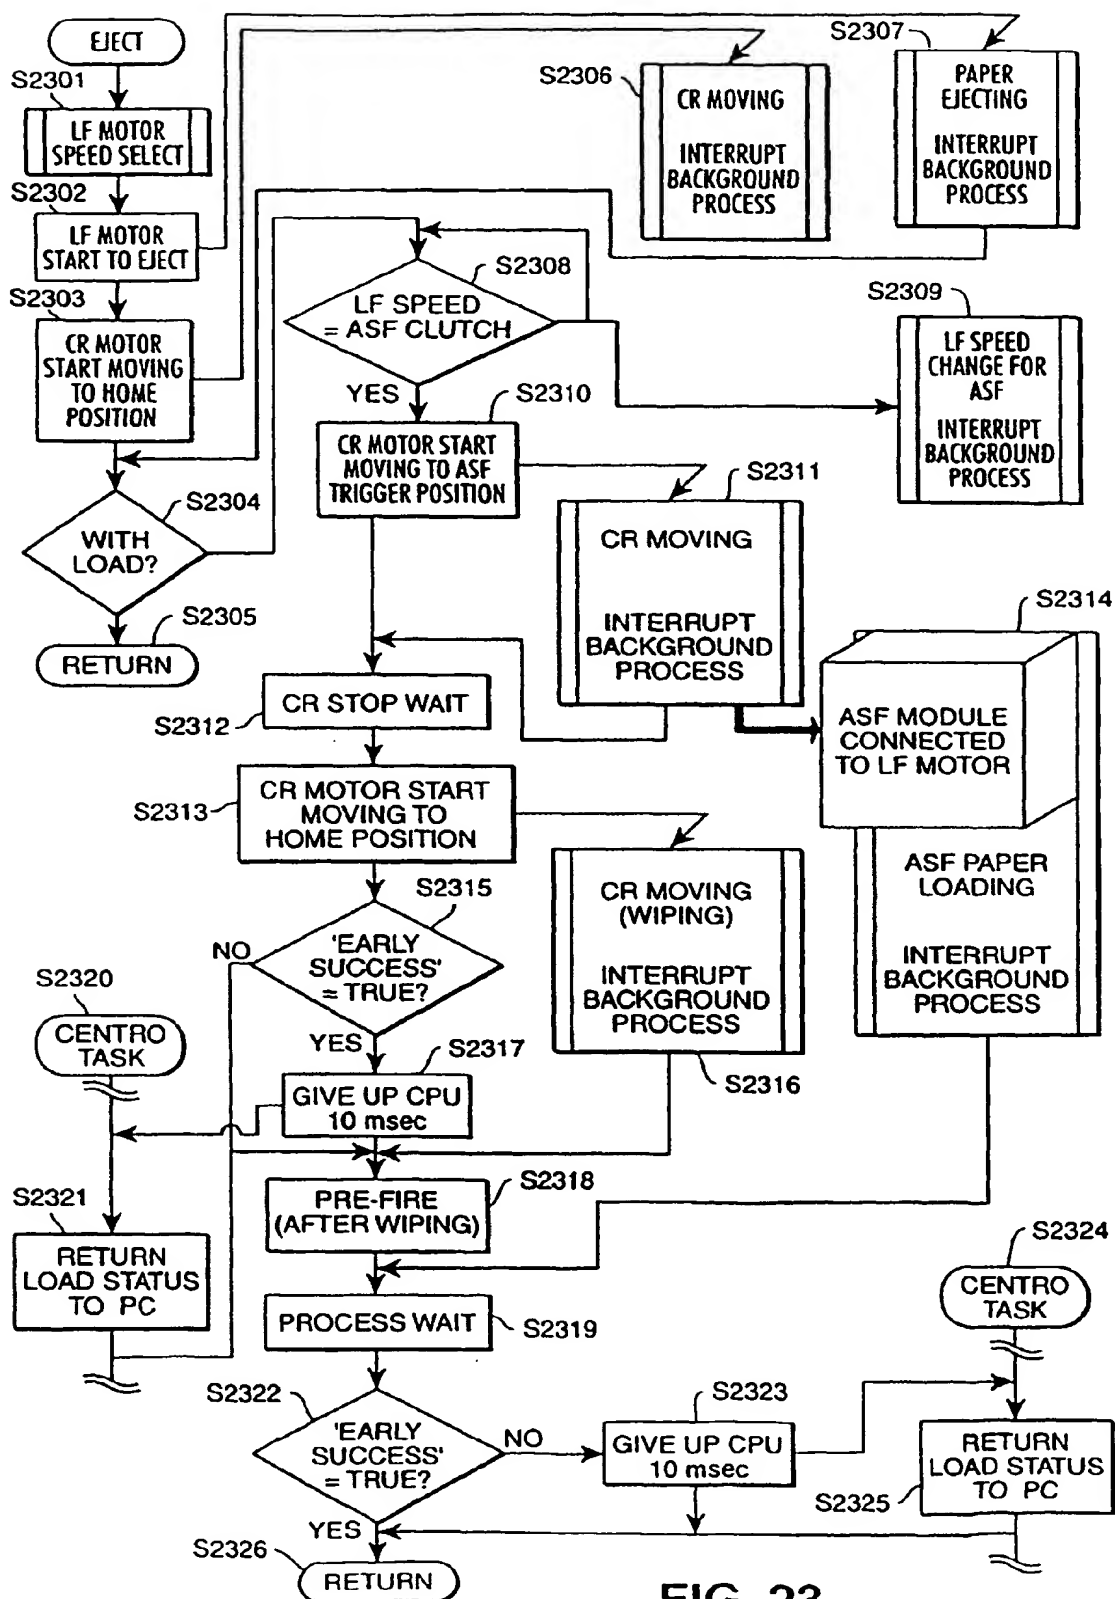 EJECT
S2301
LF MOTOR
SPEED SELECT
S2302
LF MOTOR
START TO EJECT
S2303
CR MOTOR
START MOVING
TO HOME
POSITION
S2304
WITH
LOAD?
S2305
RETURN
S2306
CR MOVING
INTERRUPT
BACKGROUND
PROCESS
S2307
PAPER
EJECTING
INTERRUPT
BACKGROUND
PROCESS
S2308
LF SPEED
= ASF CLUTCH
YES
S2309
LF SPEED
CHANGE FOR
ASF
INTERRUPT
BACKGROUND
PROCESS
S2310
CR MOTOR START
MOVING TO ASF
TRIGGER POSITION
S2311
CR MOVING
INTERRUPT
BACKGROUND
PROCESS
CR STOP WAIT
S2312
S2313
CR MOTOR START
MOVING TO
HOME POSITION
S2314
ASF MODULE
CONNECTED
TO LF MOTOR
ASF PAPER
LOADING
INTERRUPT
BACKGROUND
PROCESS
S2315
'EARLY
SUCCESS'
= TRUE?
NO
YES
CR MOVING
(WIPING)
INTERRUPT
BACKGROUND
PROCESS
S2316
S2317
GIVE UP CPU
10 msec
S2320
CENTRO
TASK
S2321
RETURN
LOAD STATUS
TO PC
S2318
PRE-FIRE
(AFTER WIPING)
PROCESS WAIT
S2319
S2322
'EARLY
SUCCESS'
= TRUE?
NO
YES
S2323
GIVE UP CPU
10 msec
S2324
CENTRO
TASK
RETURN
LOAD STATUS
TO PC
S2325
S2326
RETURN
FIG. 23